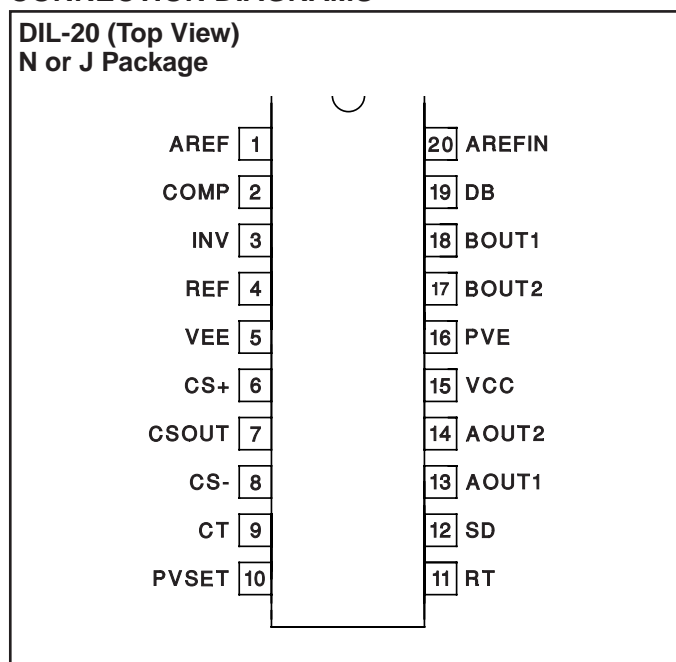 DIL-20 (Top View)
N or J Package
AREF 1 20 AREFIN
COMP 2 19 DB
INV 3 18 BOUT1
REF 4 17 BOUT2
VEE 5 16 PVE
CS+ 6 15 VCC
CSOUT 7 14 AOUT2
CS- 8 13 AOUT1
CT 9 12 SD
PVSET 10 11 RT